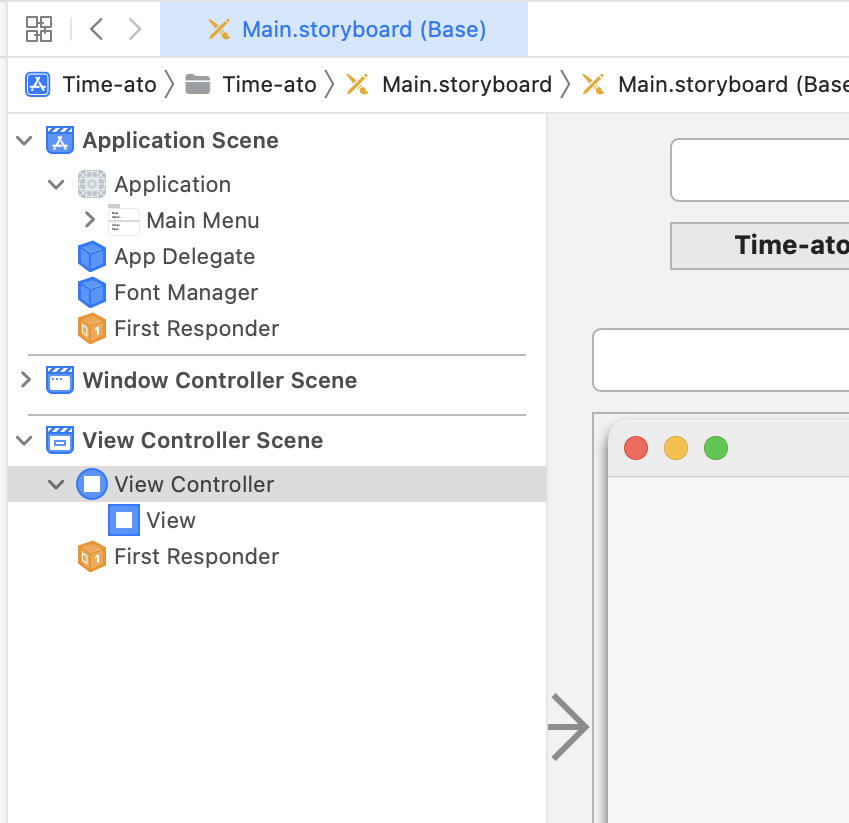 Main.storyboard (Base)
Time-ato Time-ato Main.storyboard Main.storyboard (Base
Application Scene
Application
Main Menu
App Delegate
Font Manager
First Responder
Window Controller Scene
View Controller Scene
View Controller
View
First Responder
Time-ato